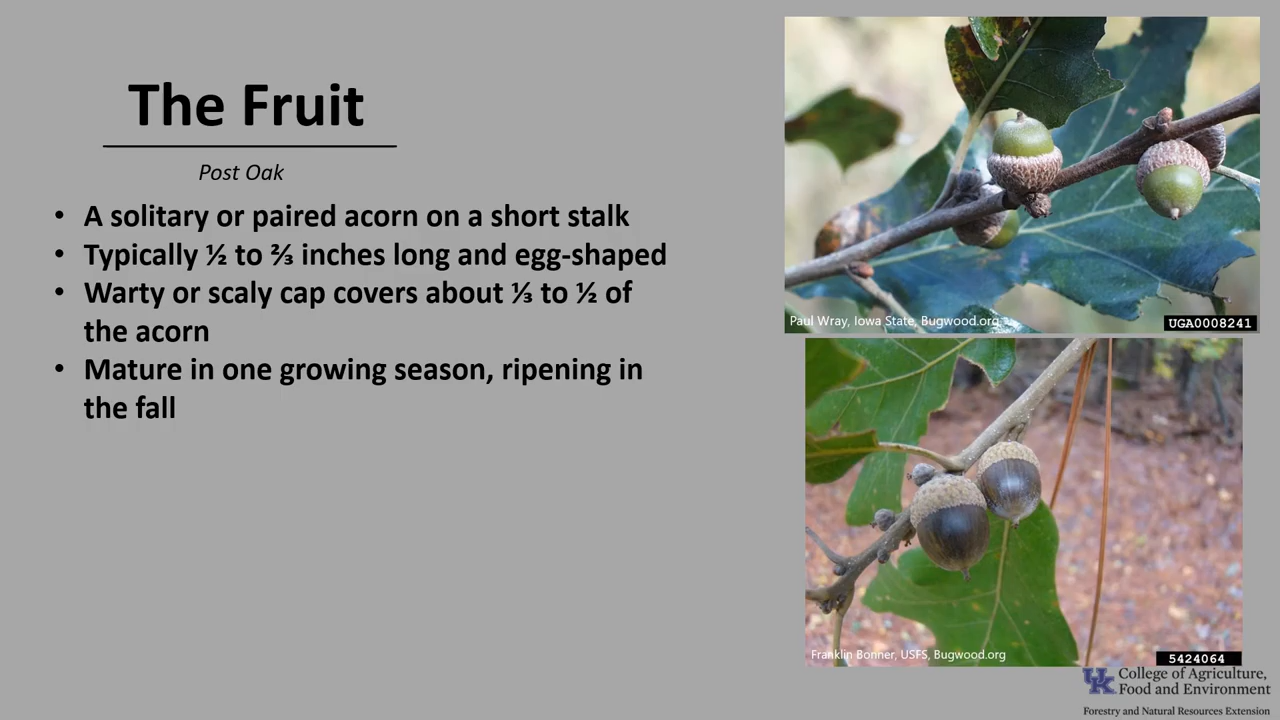 The Fruit
Post Oak
• A solitary or paired acorn on a short stalk
• Typically ½ to ⅔ inches long and egg-shaped
• Warty or scaly cap covers about ⅓ to ½ of
the acorn
• Mature in one growing season, ripening in
the fall
Paul Wray, Iowa State, Bugwood.org
UGA0008241
Franklin Bonner, USFS, Bugwood.org
5424064
UK College of Agriculture,
Food and Environment
Forestry and Natural Resources Extension